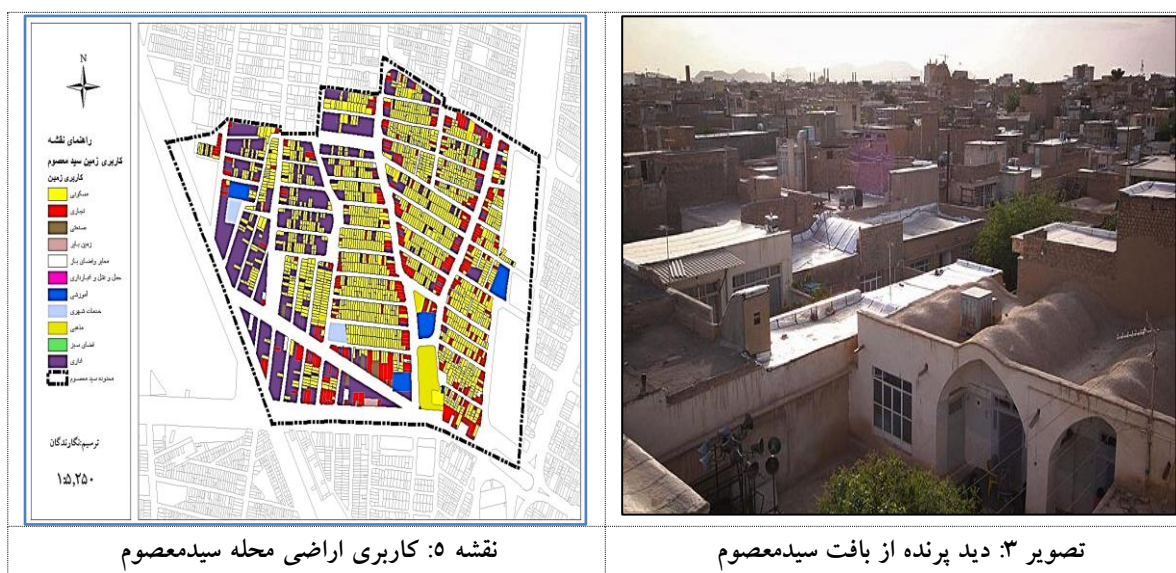 N
راهنمای نقشه
کاربری زمین سید معصوم
کاربری زمین
مسکونی
تجاری
صنعتی
زمین بایر
معابر و فضای باز
حمل و نقل و انبارداری
آموزشی
خدمات شهری
مذهبی
فضای سبز
اداری
محدوده سید معصوم
ترسیم:نگارندگان
۱:۵,۲۵۰
تصویر ۳: دید پرنده از بافت سیدمعصوم
نقشه ۵: کاربری اراضی محله سیدمعصوم